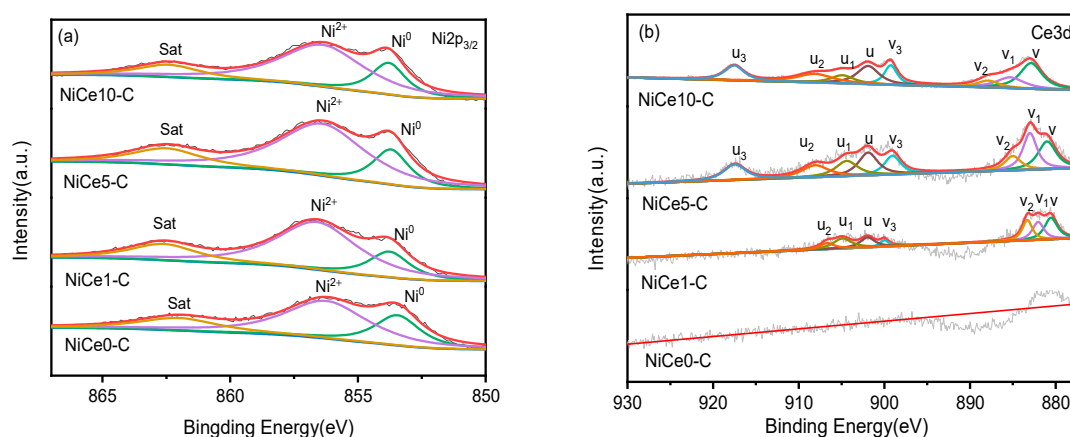 (a)
Ni2p3/2
Sat
Ni2+
Ni0
NiCe10-C
Sat
Ni2+
Ni0
NiCe5-C
Sat
Ni2+
Ni0
NiCe1-C
Sat
Ni2+
Ni0
NiCe0-C
Intensity(a.u.)
865 860 855 850
Bingding Energy(eV)
(b)
Ce3d
u3 u2 u1 u v3 v2 v1 v
NiCe10-C
u3 u2 u1 u v3 v2 v1 v
NiCe5-C
u2 u1 u v3 v2 v1 v
NiCe1-C
NiCe0-C
Intensity(a.u.)
930 920 910 900 890 880
Binging Energy(eV)